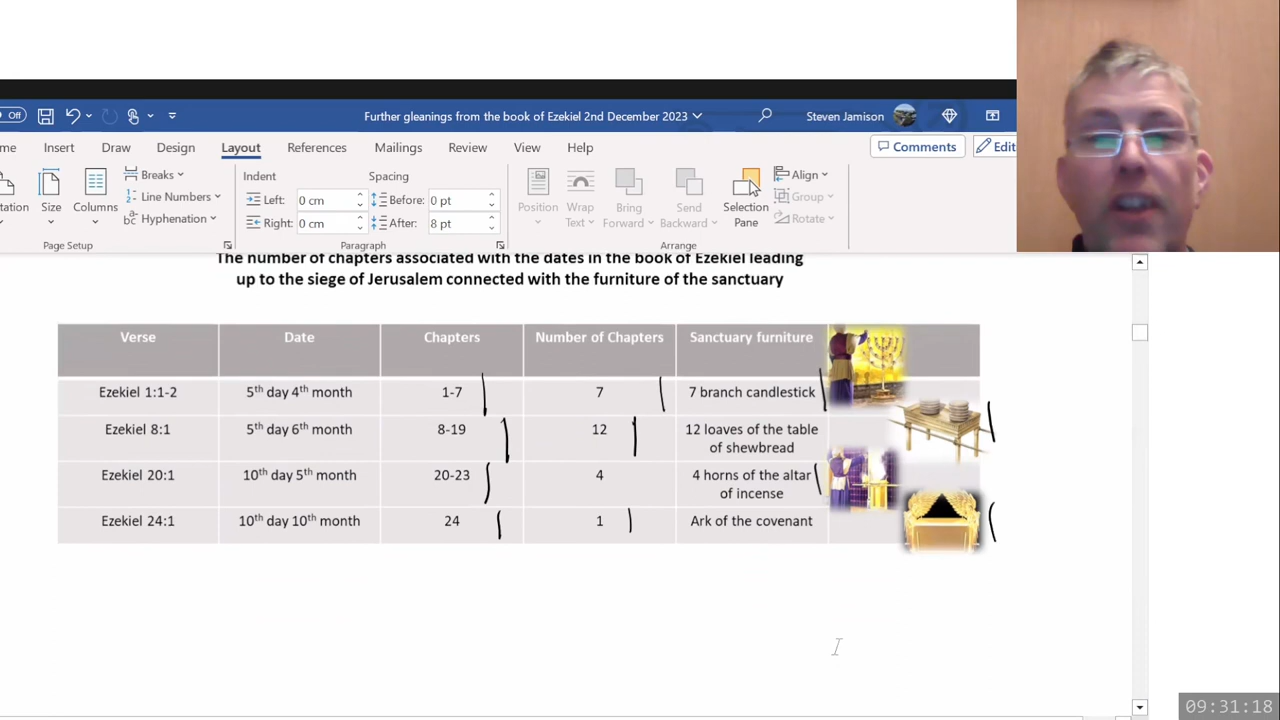 Off
Further gleanings from the book of Ezekiel 2nd December 2023
Steven Jamison
me Insert Draw Design Layout References Mailings Review View Help
Comments
Edit
Size
Columns
Breaks
Line Numbers
Hyphenation
Page Setup
Indent
Left: 0 cm
Right: 0 cm
Spacing
Before: 0 pt
After: 8 pt
Paragraph
Position
Wrap
Text
Bring
Forward
Send
Backward
Selection
Pane
Align
Group
Rotate
Arrange
The number of chapters associated with the dates in the book of Ezekiel leading
up to the siege of Jerusalem connected with the furniture of the sanctuary
Verse Date Chapters Number of Chapters Sanctuary furniture
Ezekiel 1:1-2 5th day 4th month 1-7 7 7 branch candlestick
Ezekiel 8:1 5th day 6th month 8-19 12 12 loaves of the table
of shewbread
Ezekiel 20:1 10th day 5th month 20-23 4 4 horns of the altar
of incense
Ezekiel 24:1 10th day 10th month 24 1 Ark of the covenant
09:31:18